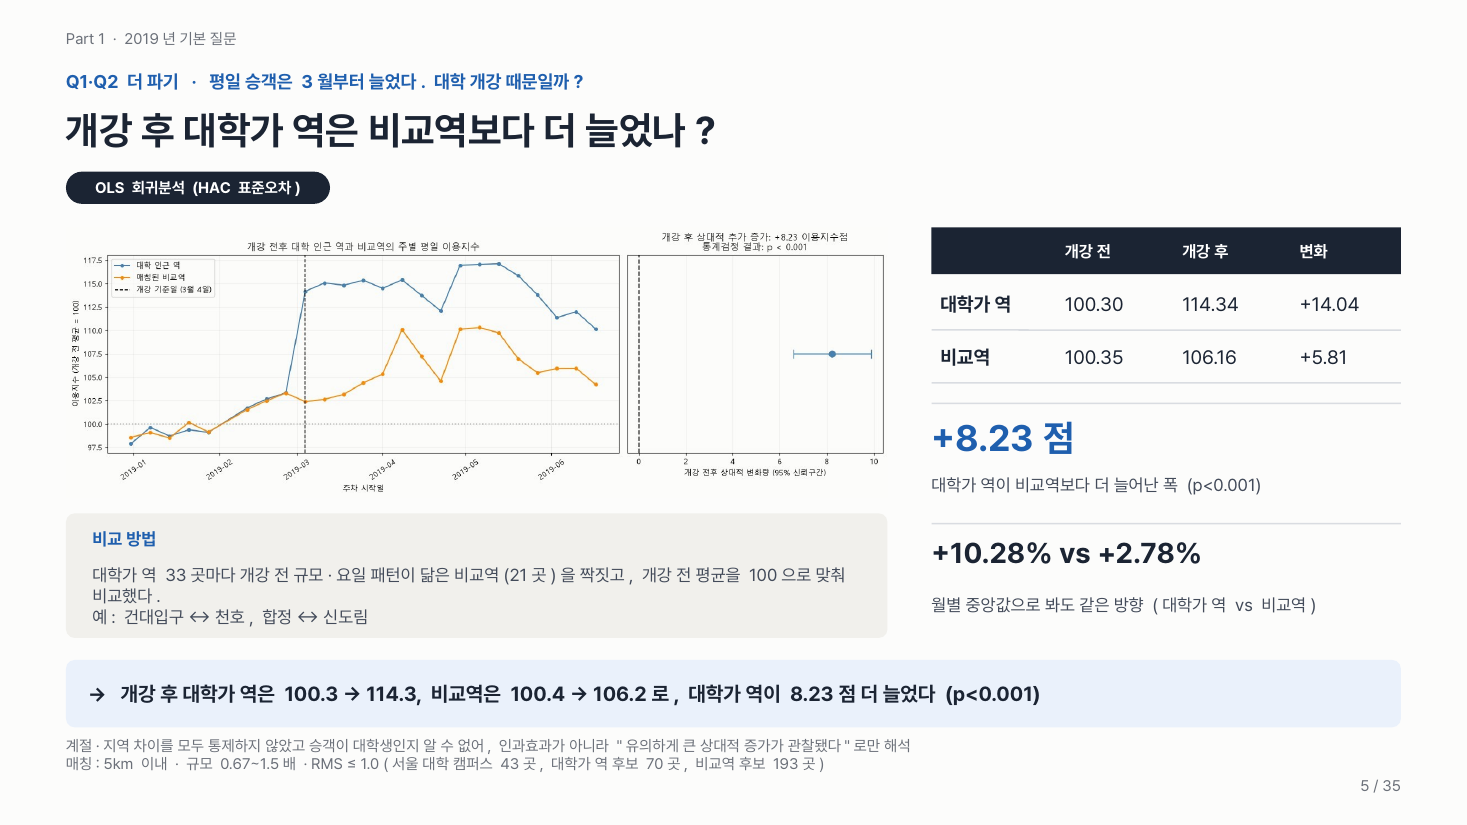 Part 1 · 2019 년 기본 질문
Q1·Q2 더 파기 · 평일 승객은 3 월부터 늘었다 . 대학 개강 때문일까 ?
개강 후 대학가 역은 비교역보다 더 늘었나 ?
OLS 회귀분석 (HAC 표준오차 )
개강 전후 대학 인근 역과 비교역의 주별 평일 이용지수
대학 인근 역
매칭된 비교역
개강 기준일 (3월 4일)
이용지수 (개강 전 평균 = 100)
117.5
115.0
112.5
110.0
107.5
105.0
102.5
100.0
97.5
2019-01
2019-02
2019-03
2019-04
2019-05
2019-06
주차 시작일
개강 후 상대적 추가 증가: +8.23 이용지수점
통계검정 결과: p < 0.001
0 2 4 6 8 10
개강 전후 상대적 변화량 (95% 신뢰구간)
개강 전 개강 후 변화
대학가 역 100.30 114.34 +14.04
비교역 100.35 106.16 +5.81
+8.23 점
대학가 역이 비교역보다 더 늘어난 폭 (p<0.001)
+10.28% vs +2.78%
월별 중앙값으로 봐도 같은 방향 ( 대학가 역 vs 비교역 )
비교 방법
대학가 역 33 곳마다 개강 전 규모 · 요일 패턴이 닮은 비교역 (21 곳 ) 을 짝짓고 , 개강 전 평균을 100 으로 맞춰
비교했다 .
예 : 건대입구 ↔ 천호 , 합정 ↔ 신도림
→ 개강 후 대학가 역은 100.3 → 114.3, 비교역은 100.4 → 106.2 로 , 대학가 역이 8.23 점 더 늘었다 (p<0.001)
계절 · 지역 차이를 모두 통제하지 않았고 승객이 대학생인지 알 수 없어 , 인과효과가 아니라 " 유의하게 큰 상대적 증가가 관찰됐다 " 로만 해석
매칭 : 5km 이내 · 규모 0.67~1.5 배 · RMS ≤ 1.0 ( 서울 대학 캠퍼스 43 곳 , 대학가 역 후보 70 곳 , 비교역 후보 193 곳 )
5 / 35